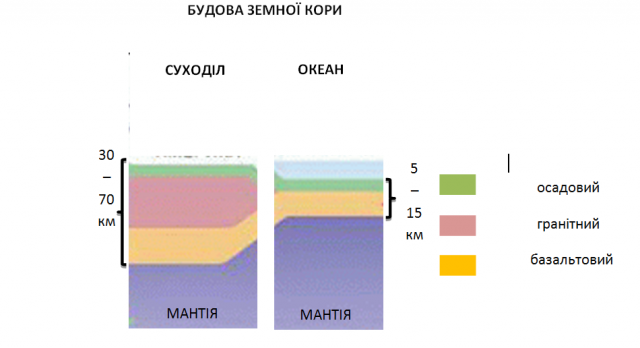 БУДОВА ЗЕМНОЇ КОРИ
СУХОДІЛ
ОКЕАН
30
–
70
км
5
–
15
км
осадовий
гранітний
базальтовий
МАНТІЯ
МАНТІЯ